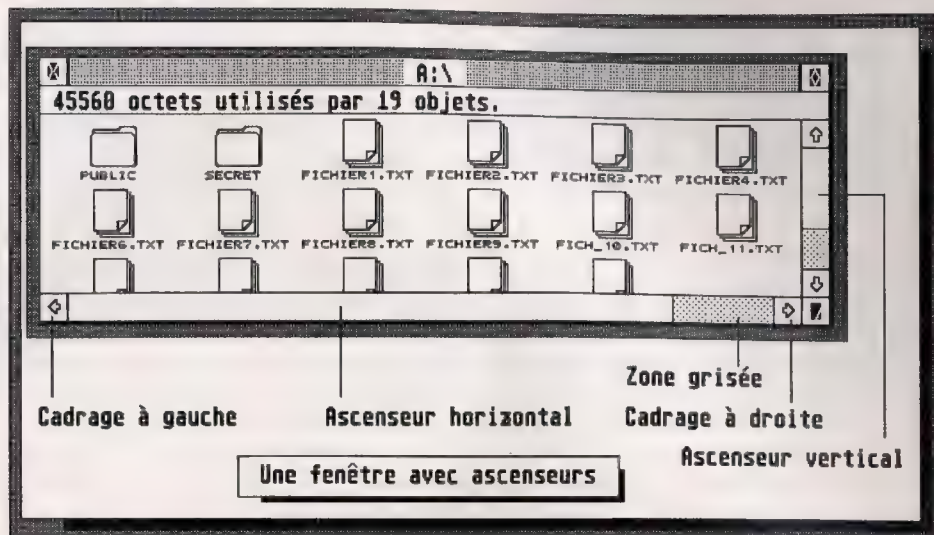 A:\
45560 octets utilisés par 19 objets.
PUBLIC SECRET FICHIER1.TXT FICHIER2.TXT FICHIER3.TXT FICHIER4.TXT
FICHIER6.TXT FICHIER7.TXT FICHIER8.TXT FICHIER9.TXT FICH_10.TXT FICH_11.TXT
Zone grisée
Cadrage à gauche Ascenseur horizontal Cadrage à droite
Ascenseur vertical
Une fenêtre avec ascenseurs